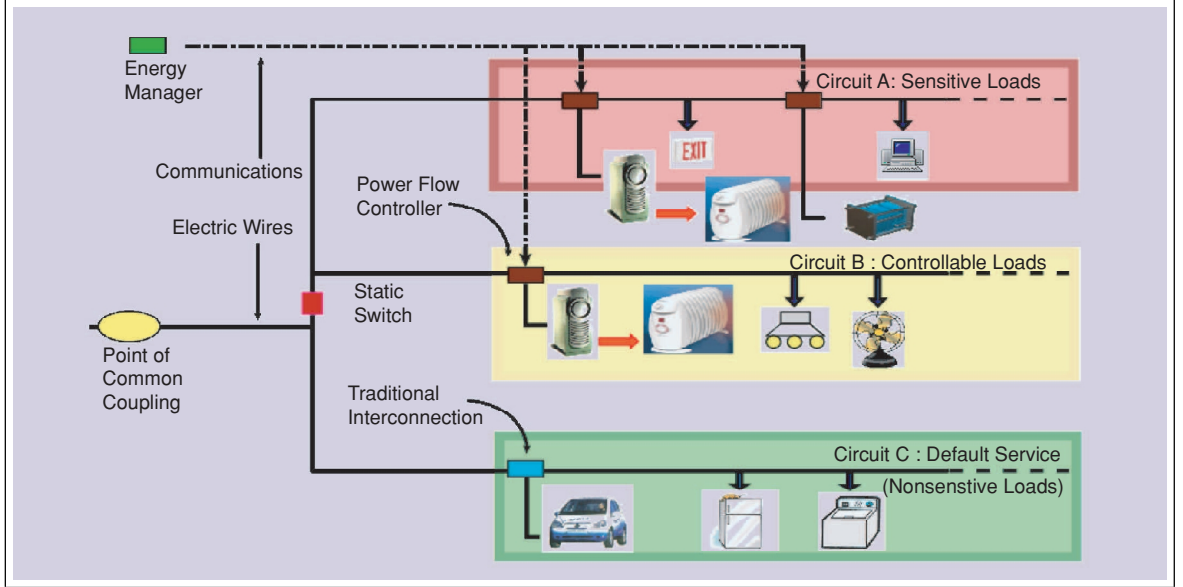 Energy
Manager
Circuit A: Sensitive Loads
EXIT
Communications
Power Flow
Controller
Electric Wires
Circuit B : Controllable Loads
Static
Switch
Point of
Common
Coupling
Traditional
Interconnection
Circuit C : Default Service
(Nonsenstive Loads)